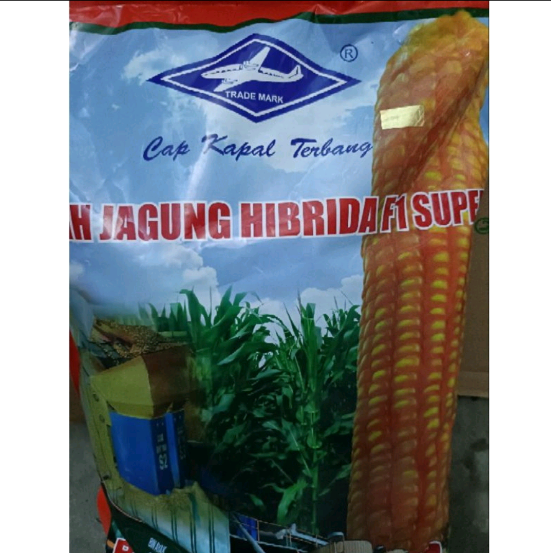 ®
TRADE MARK
Cap Kapal Terbang
H JAGUNG HIBRIDA F1 SUPE